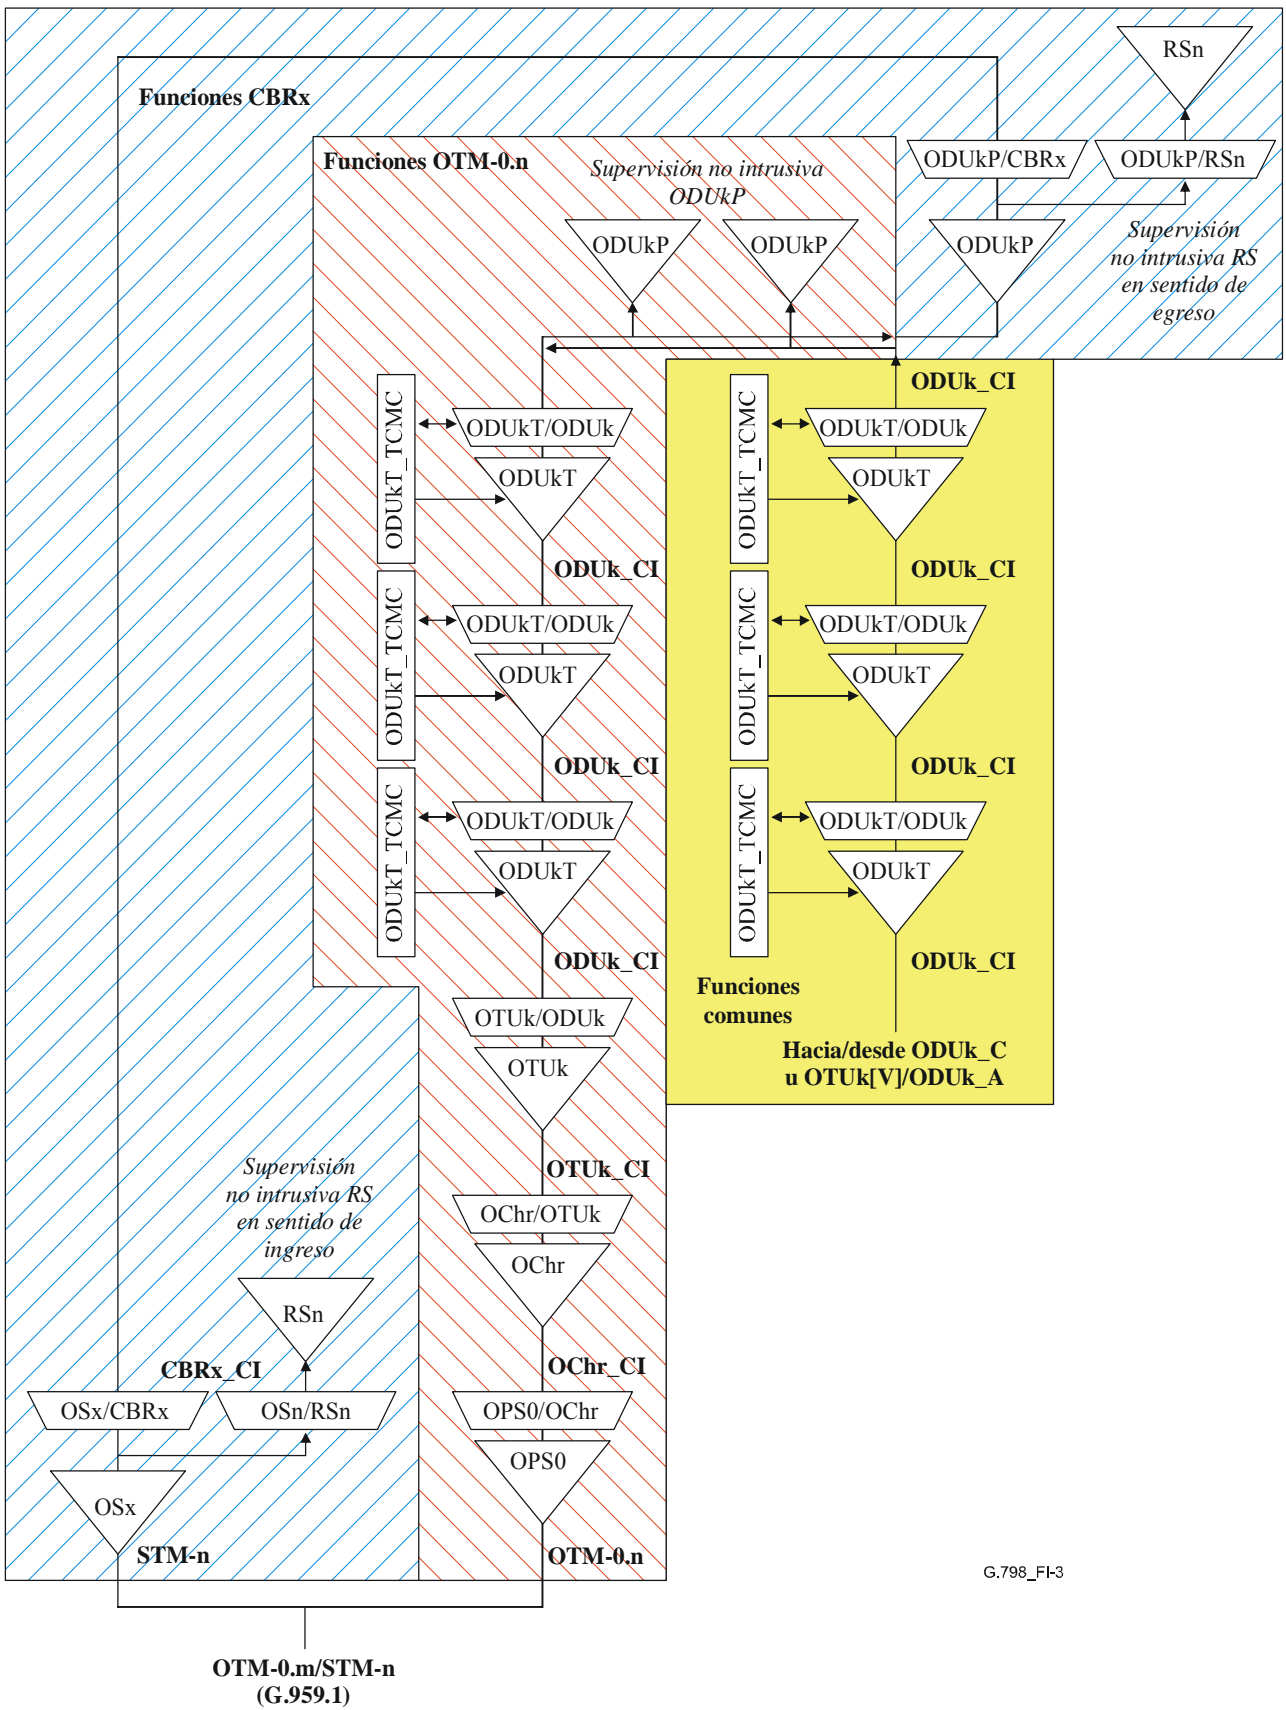 RSn
Funciones CBRx
ODUkP/CBRx
ODUkP/RSn
Funciones OTM-0.n
Supervisión no intrusiva
ODUkP
ODUkP
ODUkP
ODUkP
Supervisión
no intrusiva RS
en sentido de
egreso
ODUk_CI
ODUkT_TCMC
ODUkT/ODUk
ODUkT
ODUkT_TCMC
ODUkT/ODUk
ODUkT
ODUk_CI
ODUk_CI
ODUkT_TCMC
ODUkT/ODUk
ODUkT
ODUkT_TCMC
ODUkT/ODUk
ODUkT
ODUk_CI
ODUk_CI
ODUkT_TCMC
ODUkT/ODUk
ODUkT
ODUkT_TCMC
ODUkT/ODUk
ODUkT
ODUk_CI
ODUk_CI
Funciones
comunes
Hacia/desde ODUk_C
u OTUk[V]/ODUk_A
OTUk/ODUk
OTUk
OTUk_CI
Supervisión
no intrusiva RS
en sentido de
ingreso
OChr/OTUk
OChr
RSn
CBRx_CI
OChr_CI
OSx/CBRx
OSn/RSn
OPS0/OChr
OPS0
OSx
STM-n
OTM-0.n
G.798_FI-3
OTM-0.m/STM-n
(G.959.1)